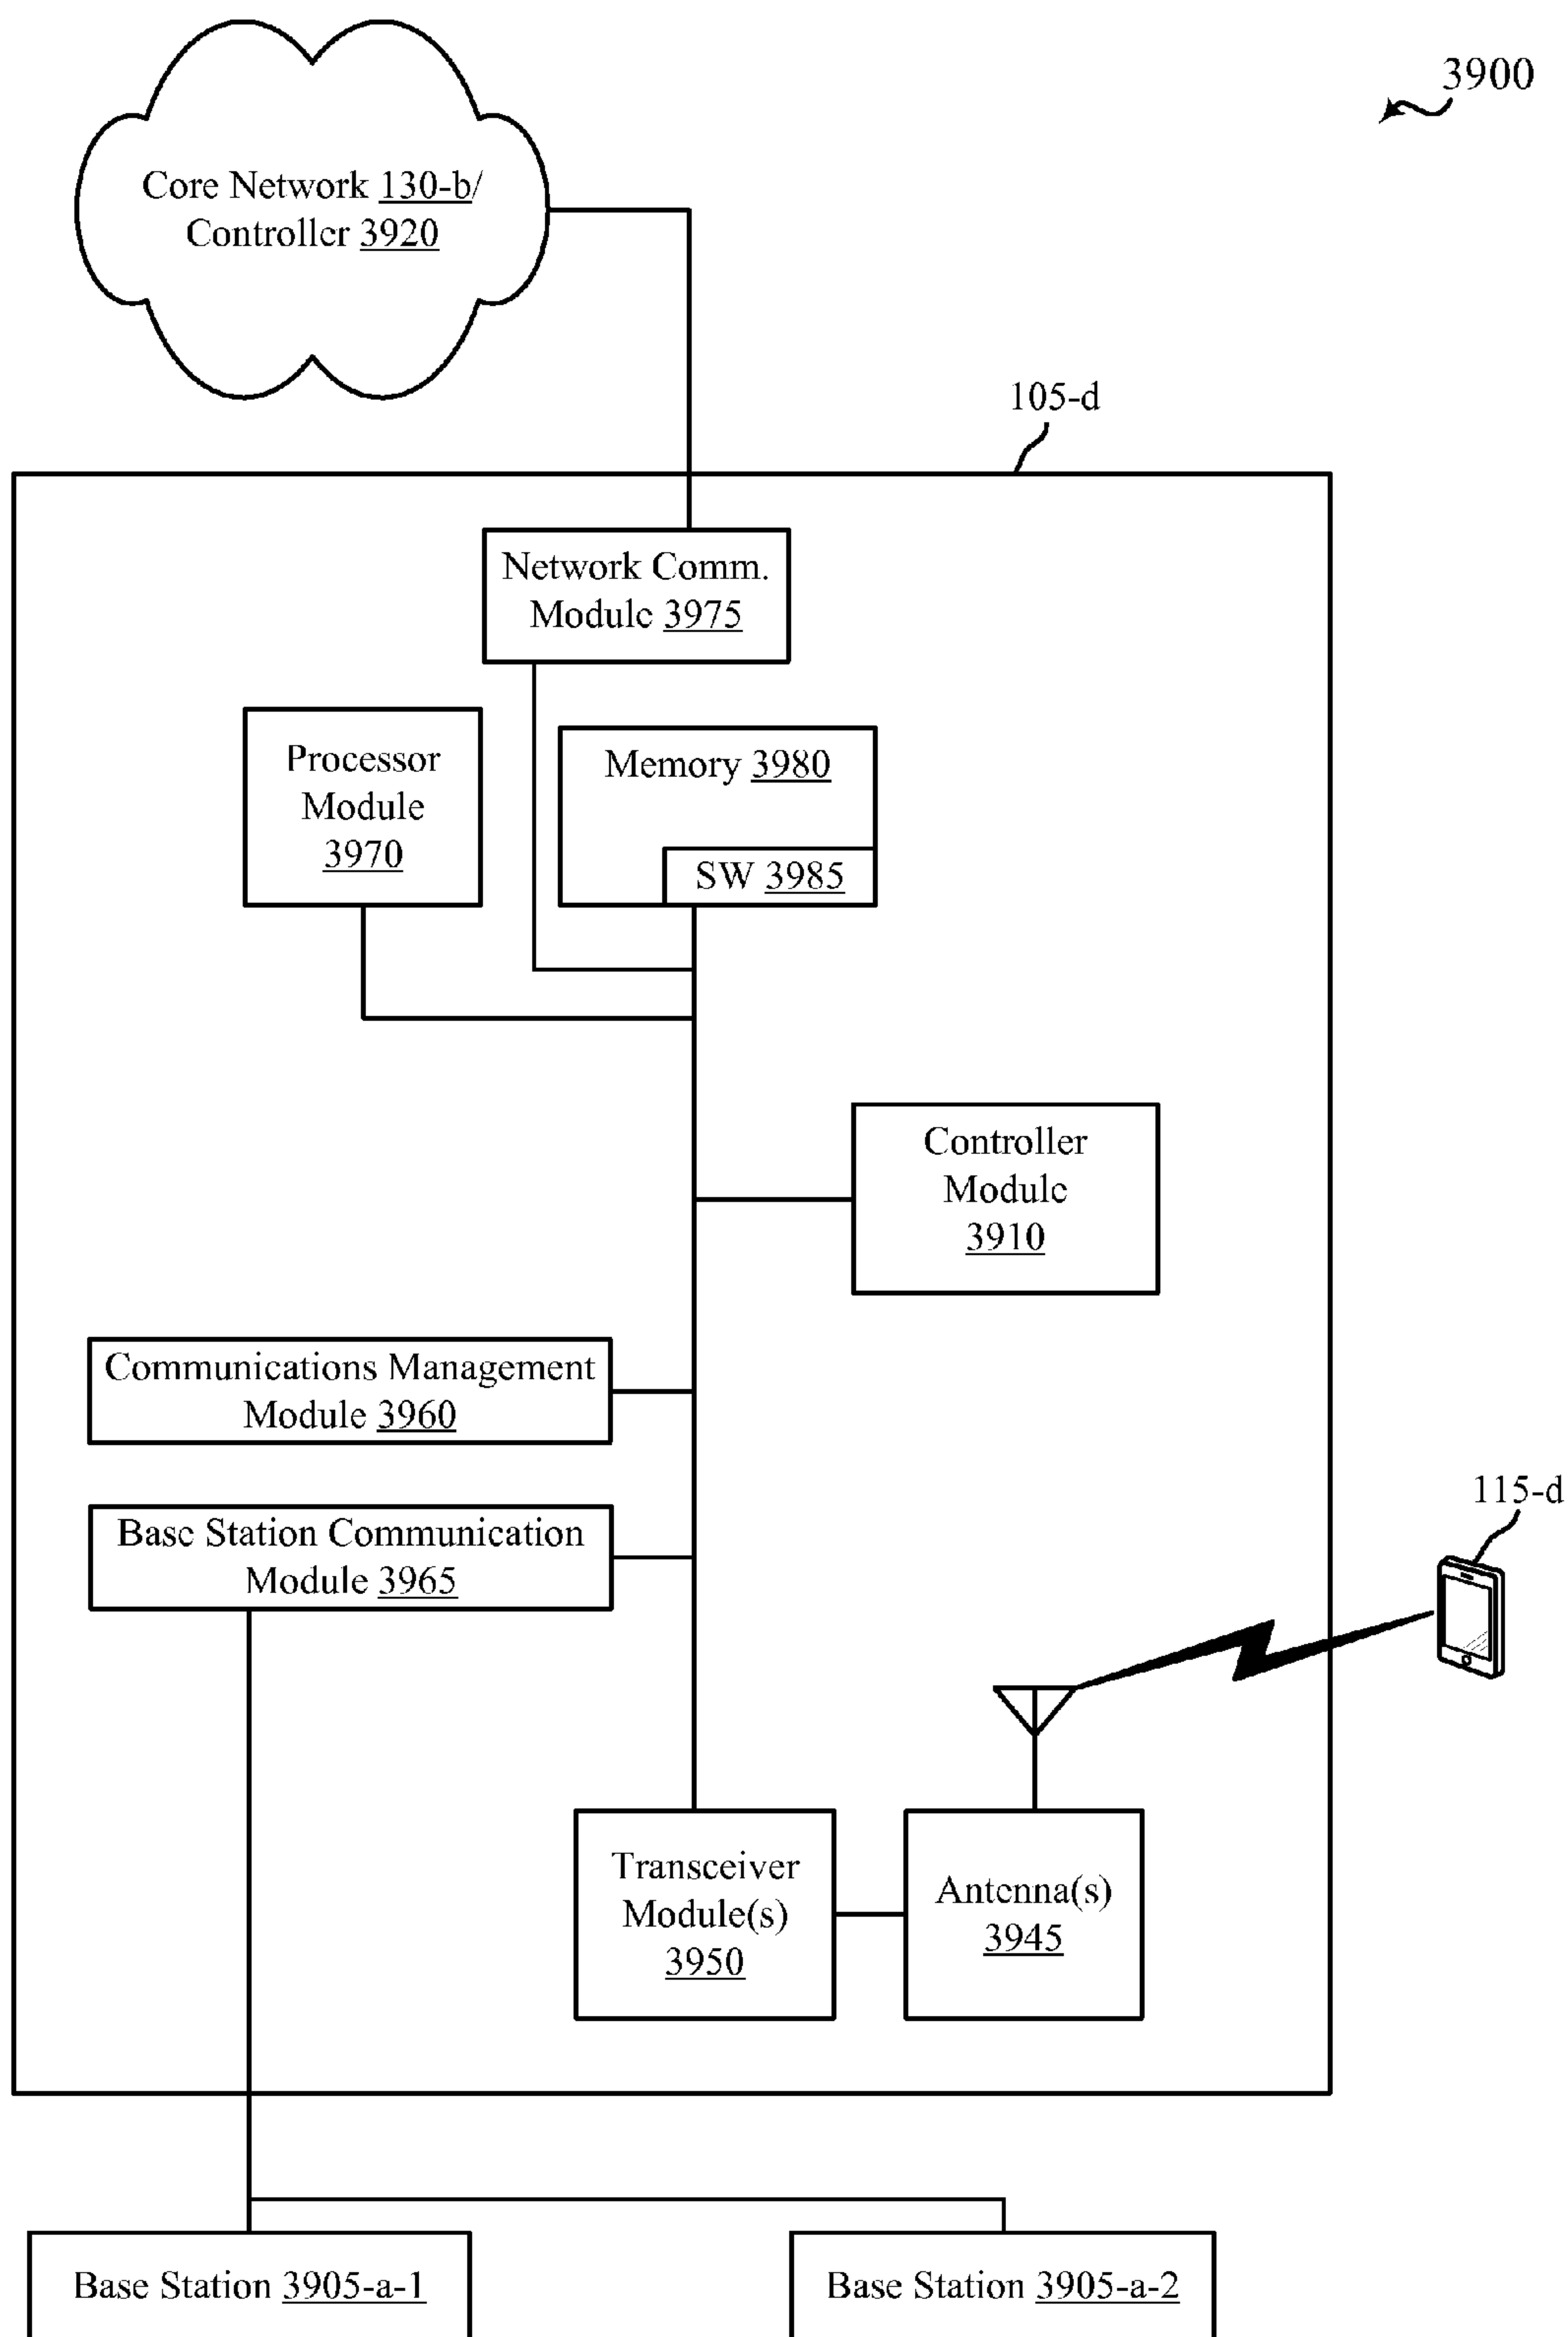 3900
Core Network 130-b/
Controller 3920
105-d
Network Comm.
Module 3975
Processor
Module
3970
Memory 3980
SW 3985
Controller
Module
3910
Communications Management
Module 3960
Base Station Communication
Module 3965
115-d
Transceiver
Module(s)
3950
Antenna(s)
3945
Base Station 3905-a-1
Base Station 3905-a-2